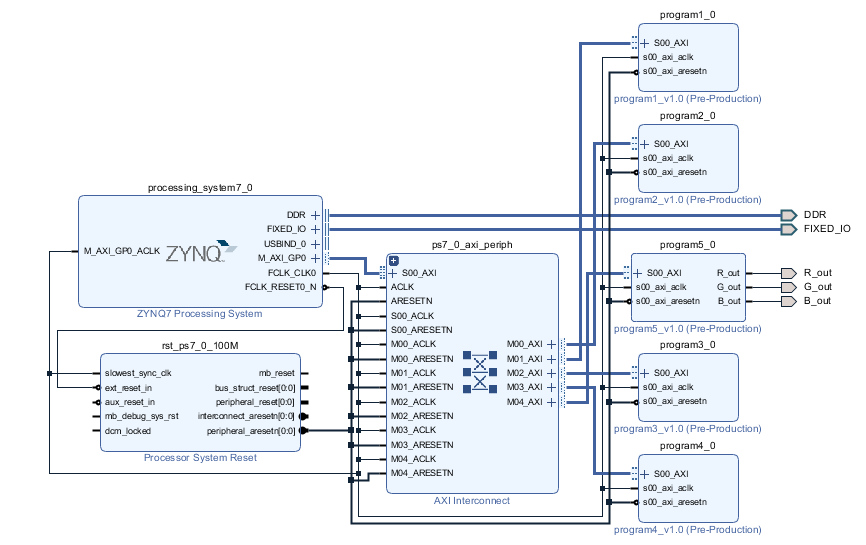 program1_0
S00_AXI
s00_axi_aclk
s00_axi_aresetn
program1_v1.0 (Pre-Production)
program2_0
S00_AXI
s00_axi_aclk
s00_axi_aresetn
program2_v1.0 (Pre-Production)
processing_system7_0
M_AXI_GP0_ACLK
ZYNQ
DDR
FIXED_IO
USBIND_0
M_AXI_GP0
FCLK_CLK0
FCLK_RESET0_N
ZYNQ7 Processing System
DDR
FIXED_IO
ps7_0_axi_periph
S00_AXI
ACLK
ARESETN
S00_ACLK
S00_ARESETN
M00_ACLK
M00_ARESETN
M01_ACLK
M01_ARESETN
M02_ACLK
M02_ARESETN
M03_ACLK
M03_ARESETN
M04_ACLK
M04_ARESETN
M00_AXI
M01_AXI
M02_AXI
M03_AXI
M04_AXI
AXI Interconnect
program5_0
S00_AXI
s00_axi_aclk
s00_axi_aresetn
R_out
G_out
B_out
program5_v1.0 (Pre-Production)
R_out
G_out
B_out
rst_ps7_0_100M
slowest_sync_clk
ext_reset_in
aux_reset_in
mb_debug_sys_rst
dcm_locked
mb_reset
bus_struct_reset[0:0]
peripheral_reset[0:0]
interconnect_aresetn[0:0]
peripheral_aresetn[0:0]
Processor System Reset
program3_0
S00_AXI
s00_axi_aclk
s00_axi_aresetn
program3_v1.0 (Pre-Production)
program4_0
S00_AXI
s00_axi_aclk
s00_axi_aresetn
program4_v1.0 (Pre-Production)